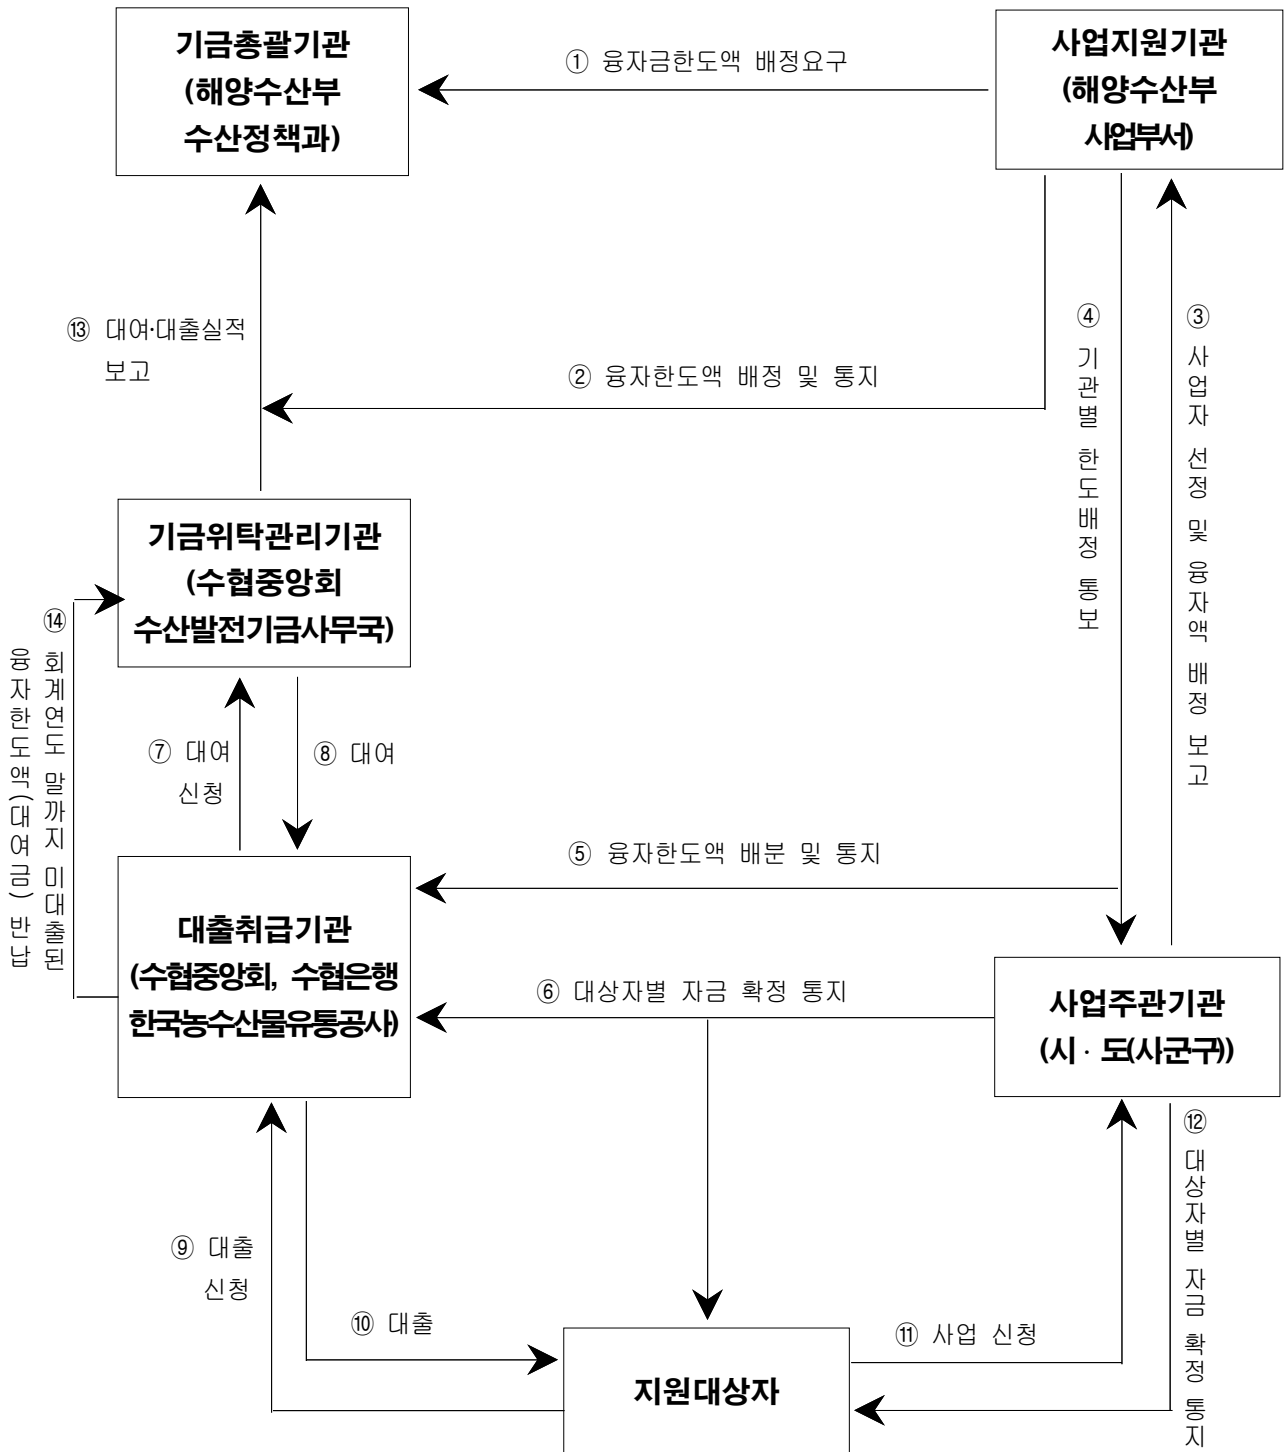 기금총괄기관
(해양수산부
수산정책과)
① 융자금한도액 배정요구
사업지원기관
(해양수산부
사업부서)
⑬ 대여·대출실적
보고
② 융자한도액 배정 및 통지
④ 기관별 한도배정 통보
③ 사업자 선정 및 융자액 배정 보고
기금위탁관리기관
(수협중앙회
수산발전기금사무국)
⑭ 회계연도 말까지 미대출된
융자한도액(대여금) 반납
⑦ 대여
신청
⑧ 대여
⑤ 융자한도액 배분 및 통지
대출취급기관
(수협중앙회, 수협은행
한국농수산물유통공사)
⑥ 대상자별 자금 확정 통지
사업주관기관
(시 · 도(사군구))
⑫ 대상자별 자금 확정 통지
⑨ 대출
신청
⑩ 대출
⑪ 사업 신청
지원대상자